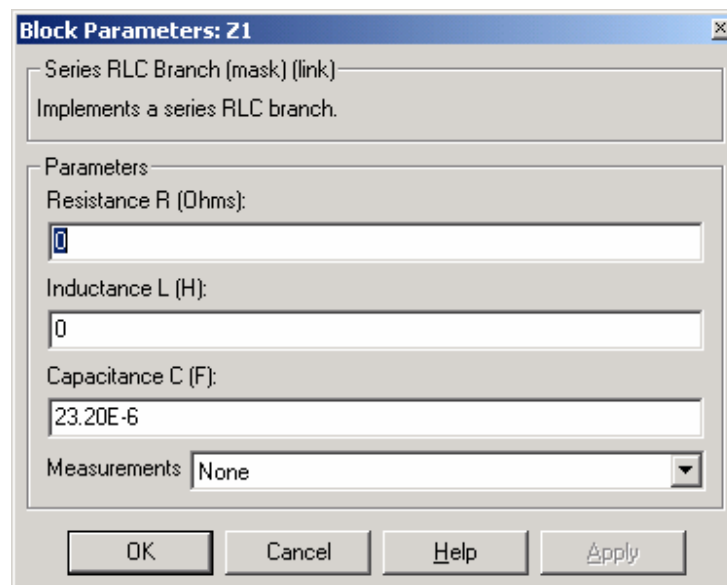 Block Parameters: Z1
Series RLC Branch (mask) (link)
Implements a series RLC branch.
Parameters
Resistance R (Ohms):
0
Inductance L (H):
0
Capacitance C (F):
23.20E-6
Measurements None
OK Cancel Help Apply